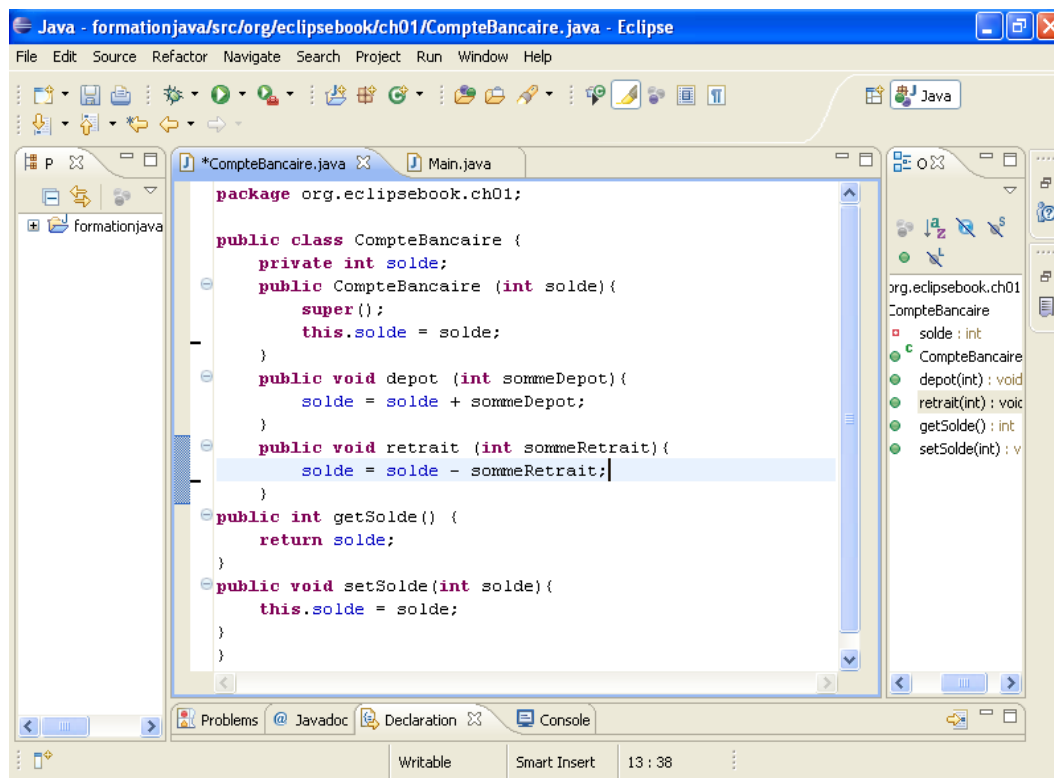 Java - formationjava/src/org/eclipsebook/ch01/CompteBancaire.java - Eclipse
File Edit Source Refactor Navigate Search Project Run Window Help
Java
P
*CompteBancaire.java
Main.java
O
formationjava
package org.eclipsebook.ch01;
public class CompteBancaire {
private int solde;
public CompteBancaire (int solde){
super();
this.solde = solde;
}
public void depot (int sommeDepot){
solde = solde + sommeDepot;
}
public void retrait (int sommeRetrait){
solde = solde - sommeRetrait;
}
public int getSolde() {
return solde;
}
public void setSolde(int solde){
this.solde = solde;
}
}
org.eclipsebook.ch01
CompteBancaire
solde : int
CompteBancaire
depot(int) : void
retrait(int) : voic
getSolde() : int
setSolde(int) : v
Problems @ Javadoc Declaration Console
Writable Smart Insert 13 : 38